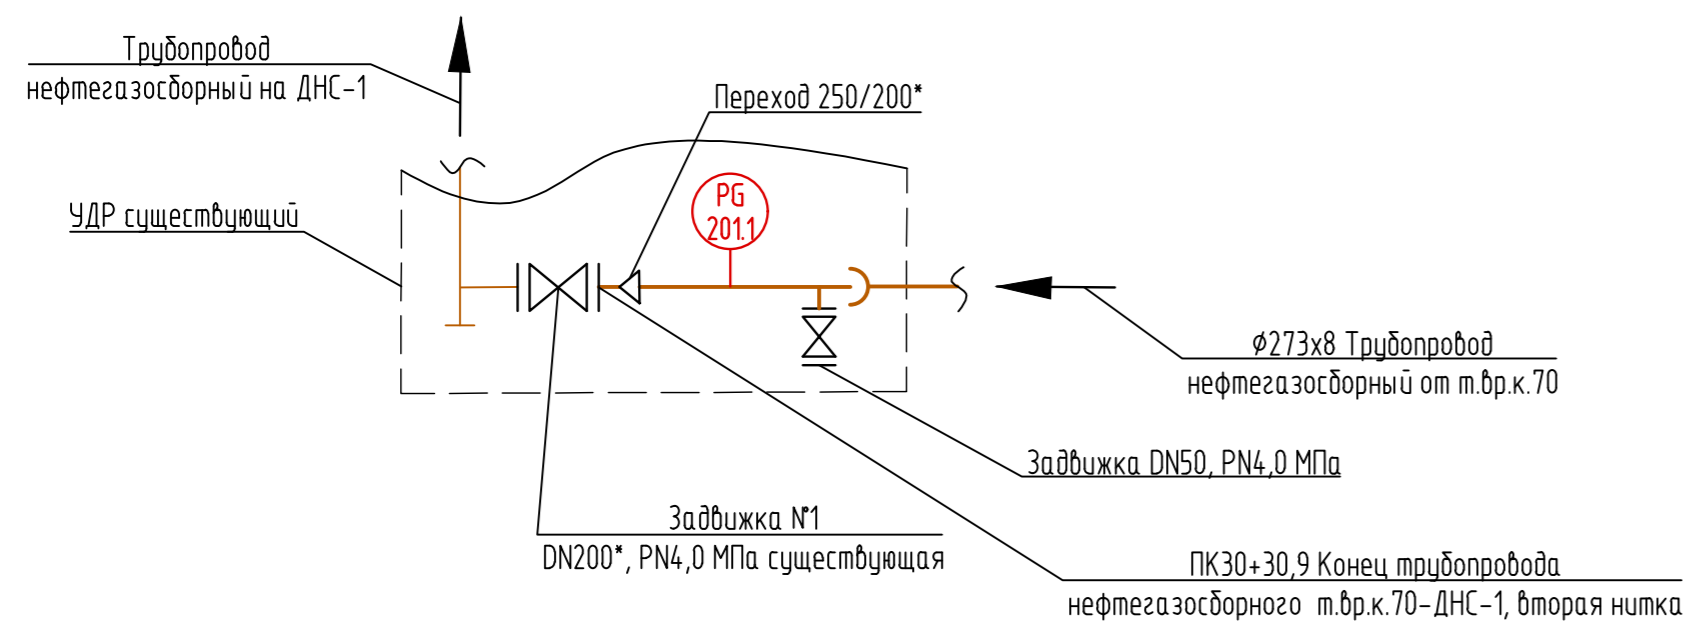 Трубопровод
нефтегазосборный на ДНС-1
Переход 250/200*
PG
201.1
УДР существующий
Ø273х8 Трубопровод
нефтегазосборный от т.вр.к.70
Задвижка DN50, PN4,0 МПа
Задвижка №1
DN200*, PN4,0 МПа существующая
ПК30+30,9 Конец трубопровода
нефтегазосборного т.вр.к.70-ДНС-1, вторая нитка